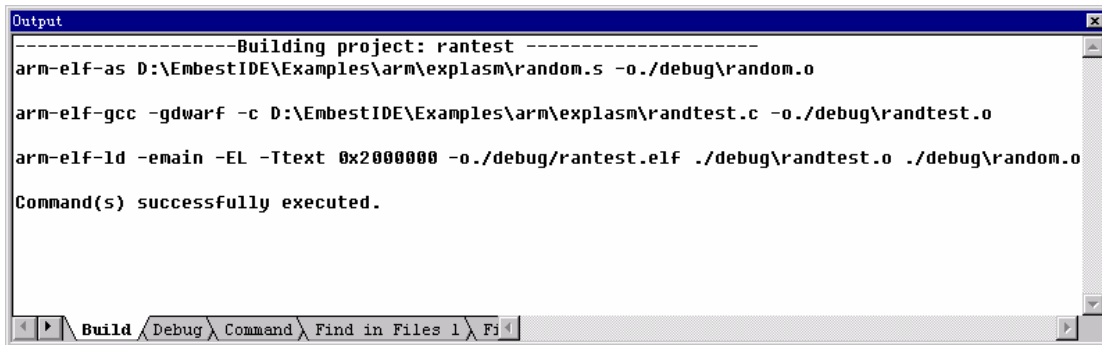 Output
--------------------Building project: rantest ---------------------
arm-elf-as D:\EmbestIDE\Examples\arm\explasm\random.s -o./debug\random.o
arm-elf-gcc -gdwarf -c D:\EmbestIDE\Examples\arm\explasm\randtest.c -o./debug\randtest.o
arm-elf-ld -emain -EL -Ttext 0x2000000 -o./debug/rantest.elf ./debug\randtest.o ./debug\random.o
Command(s) successfully executed.
Build Debug Command Find in Files 1 Fi